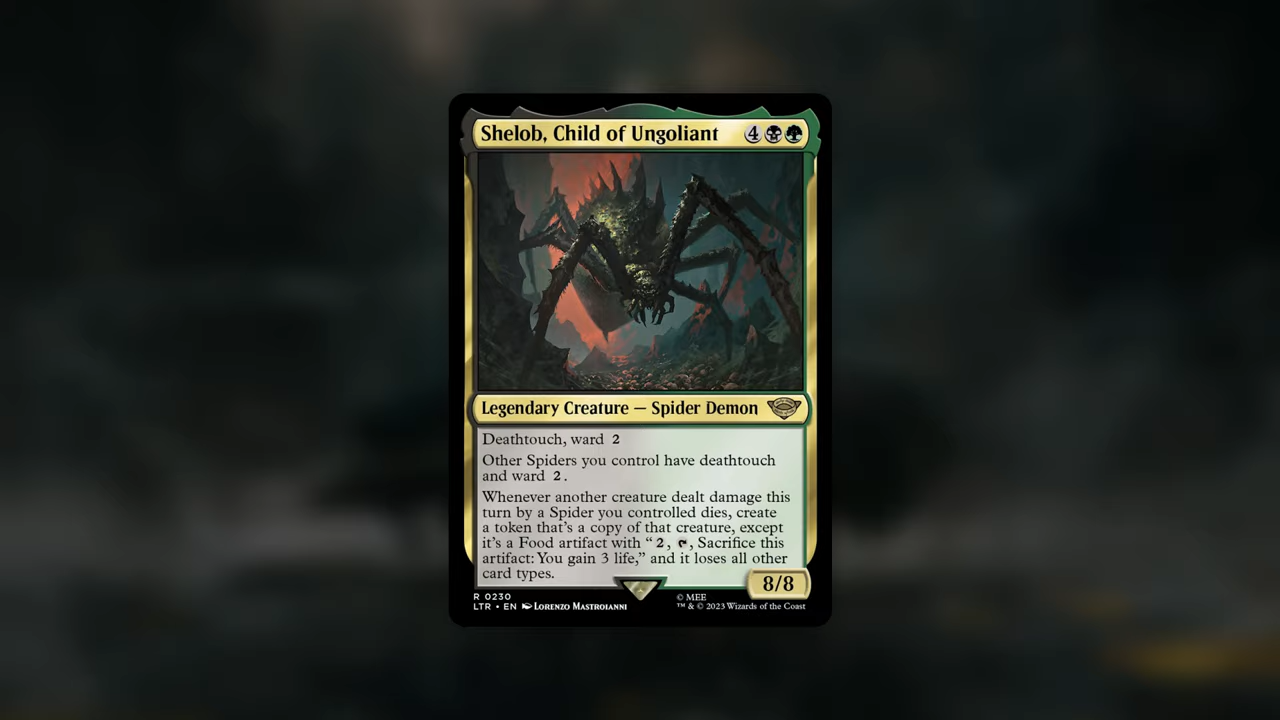 Shelob, Child of Ungoliant 4
Legendary Creature — Spider Demon
Deathtouch, ward 2
Other Spiders you control have deathtouch
and ward 2.
Whenever another creature dealt damage this
turn by a Spider you controlled dies, create
a token that's a copy of that creature, except
it's a Food artifact with “2, , Sacrifice this
artifact: You gain 3 life,” and it loses all other
card types.
8/8
R 0230
LTR • EN Lorenzo Mastroianni
© MEE
™ & © 2023 Wizards of the Coast